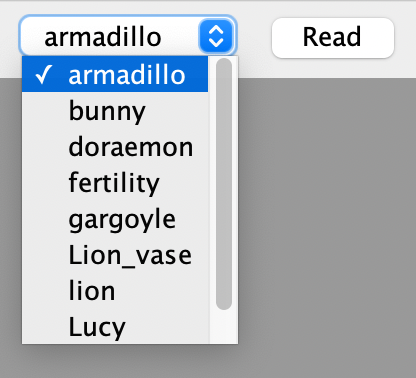 armadillo Read
✓ armadillo
bunny
doraemon
fertility
gargoyle
Lion_vase
lion
Lucy